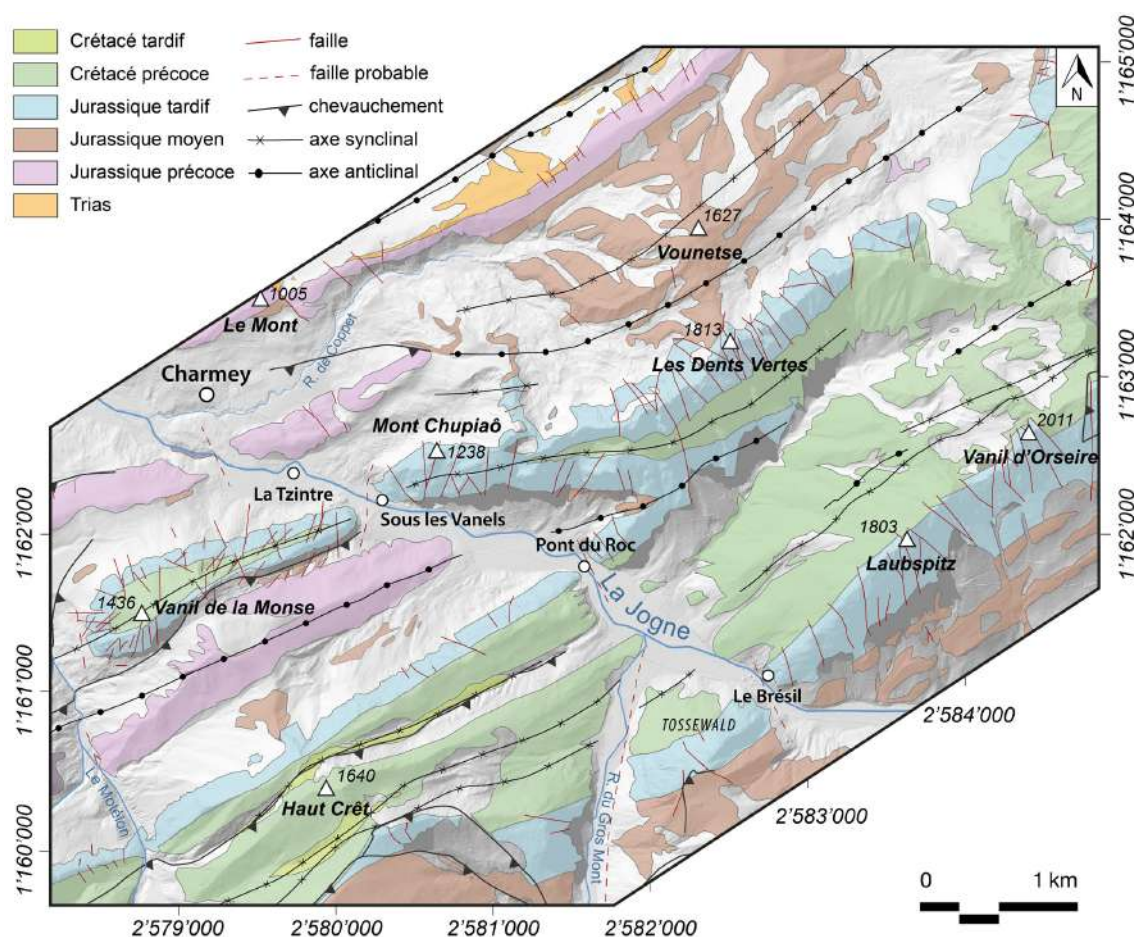 Crétacé tardif
Crétacé précoce
Jurassique tardif
Jurassique moyen
Jurassique précoce
Trias
faille
faille probable
chevauchement
axe synclinal
axe anticlinal
N
1'165'000
1'164'000
1'163'000
1'162'000
1627
Vounetse
1005
Le Mont
R. de Coppet
Charmey
1813
Les Dents Vertes
Mont Chupiaô
1238
2011
Vanil d'Orseire
La Tzintre
Sous les Vanels
Pont du Roc
1803
Laubspitz
1'162'000
1436
Vanil de la Monse
La Jogne
1'161'000
Le Brésil
TOSSEWALD
2'584'000
Le Motélon
1640
Haut Crêt
R. du Gros Mont
2'583'000
1'160'000
0 1 km
2'579'000 2'580'000 2'581'000 2'582'000